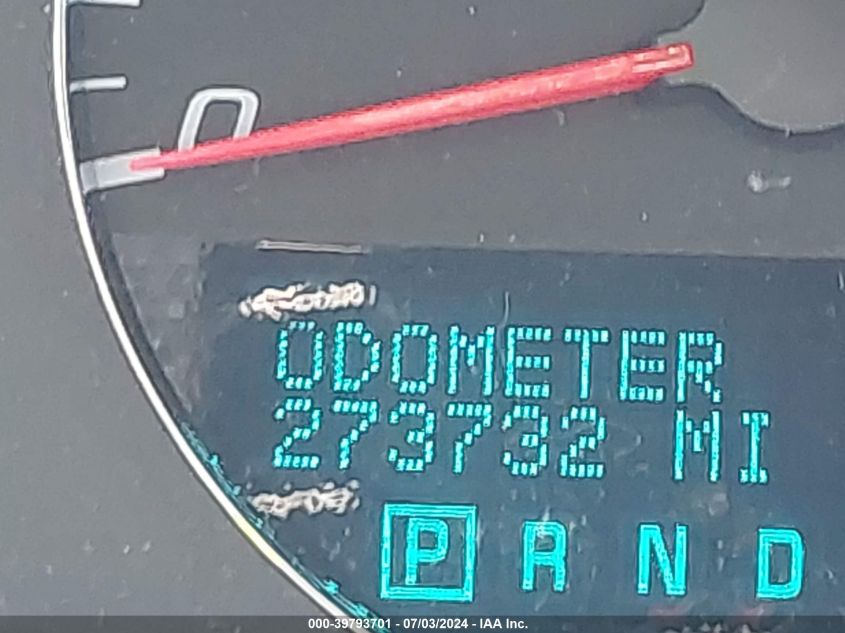 0
ODOMETER
273732 MI
P R N D
000-39793701 - 07/03/2024 - IAA Inc.